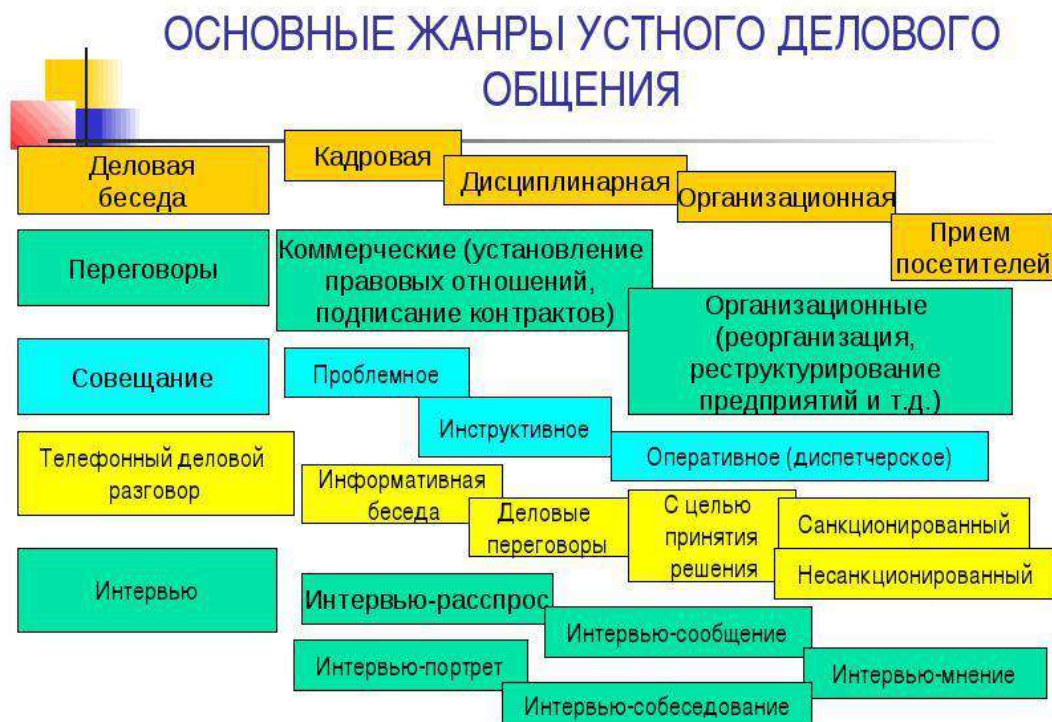 ОСНОВНЫЕ ЖАНРЫ УСТНОГО ДЕЛОВОГО
ОБЩЕНИЯ
Деловая
беседа
Кадровая
Дисциплинарная
Организационная
Прием
посетителей
Переговоры
Коммерческие (установление
правовых отношений,
подписание контрактов)
Организационные
(реорганизация,
реструктурирование
предприятий и т.д.)
Совещание
Проблемное
Инструктивное
Оперативное (диспетчерское)
Телефонный деловой
разговор
Информативная
беседа
Деловые
переговоры
С целью
принятия
решения
Санкционированный
Несанкционированный
Интервью
Интервью-расспрос
Интервью-сообщение
Интервью-портрет
Интервью-мнение
Интервью-собеседование